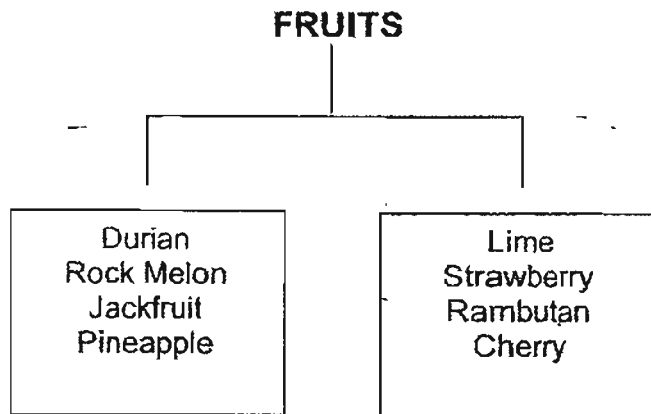 FRUITS
Durian
Rock Melon
Jackfruit
Pineapple
Lime
Strawberry
Rambutan
Cherry